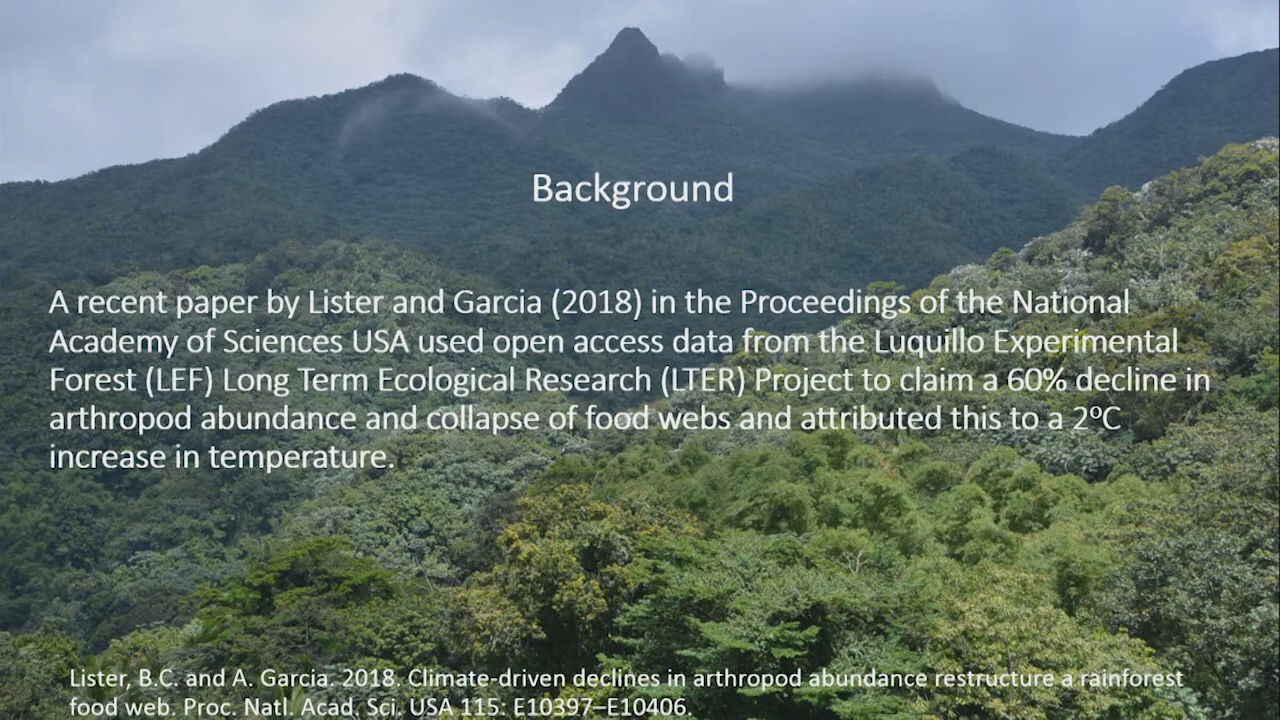 Background
A recent paper by Lister and Garcia (2018) in the Proceedings of the National
Academy of Sciences USA used open access data from the Luquillo Experimental
Forest (LEF) Long Term Ecological Research (LTER) Project to claim a 60% decline in
arthropod abundance and collapse of food webs and attributed this to a 2ºC
increase in temperature.
Lister, B.C. and A. Garcia. 2018. Climate-driven declines in arthropod abundance restructure a rainforest
food web. Proc. Natl. Acad. Sci. USA 115: E10397–E10406.